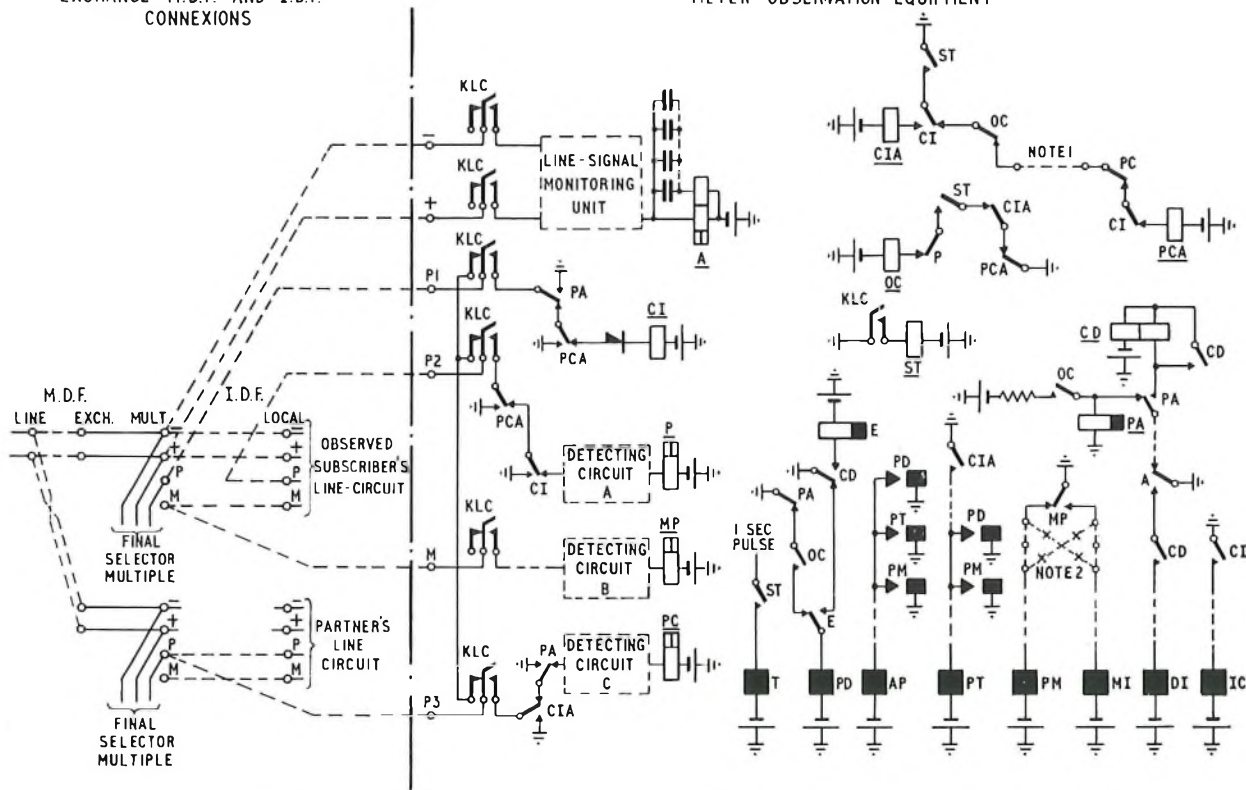 EXCHANGE M.D.F. AND I.D.F.
CONNEXIONS
METER OBSERVATION EQUIPMENT
KLC
−
KLC
+
LINE-SIGNAL
MONITORING
UNIT
A
KLC
P1
PA
PCA
CI
KLC
P2
PCA
CI
DETECTING
CIRCUIT
A
P
KLC
M
DETECTING
CIRCUIT
B
MP
KLC
P3
PA
CIA
DETECTING
CIRCUIT
C
PC
M.D.F.
I.D.F.
LINE
EXCH.
MULT
LOCAL
−
+
P
M
−
+
P
M
OBSERVED
SUBSCRIBER'S
LINE-CIRCUIT
FINAL
SELECTOR
MULTIPLE
−
+
P
M
−
+
P
M
PARTNER'S
LINE
CIRCUIT
FINAL
SELECTOR
MULTIPLE
ST
CIA
CI
OC
NOTE 1
PC
CI
PCA
OC
P
ST
CIA
PCA
KLC
ST
CD
CD
OC
PA
PA
A
CD
CI
E
CD
PA
OC
E
1 SEC
PULSE
ST
PD
PT
PM
CIA
PD
PM
MP
NOTE 2
T
PD
AP
PT
PM
MI
DI
IC